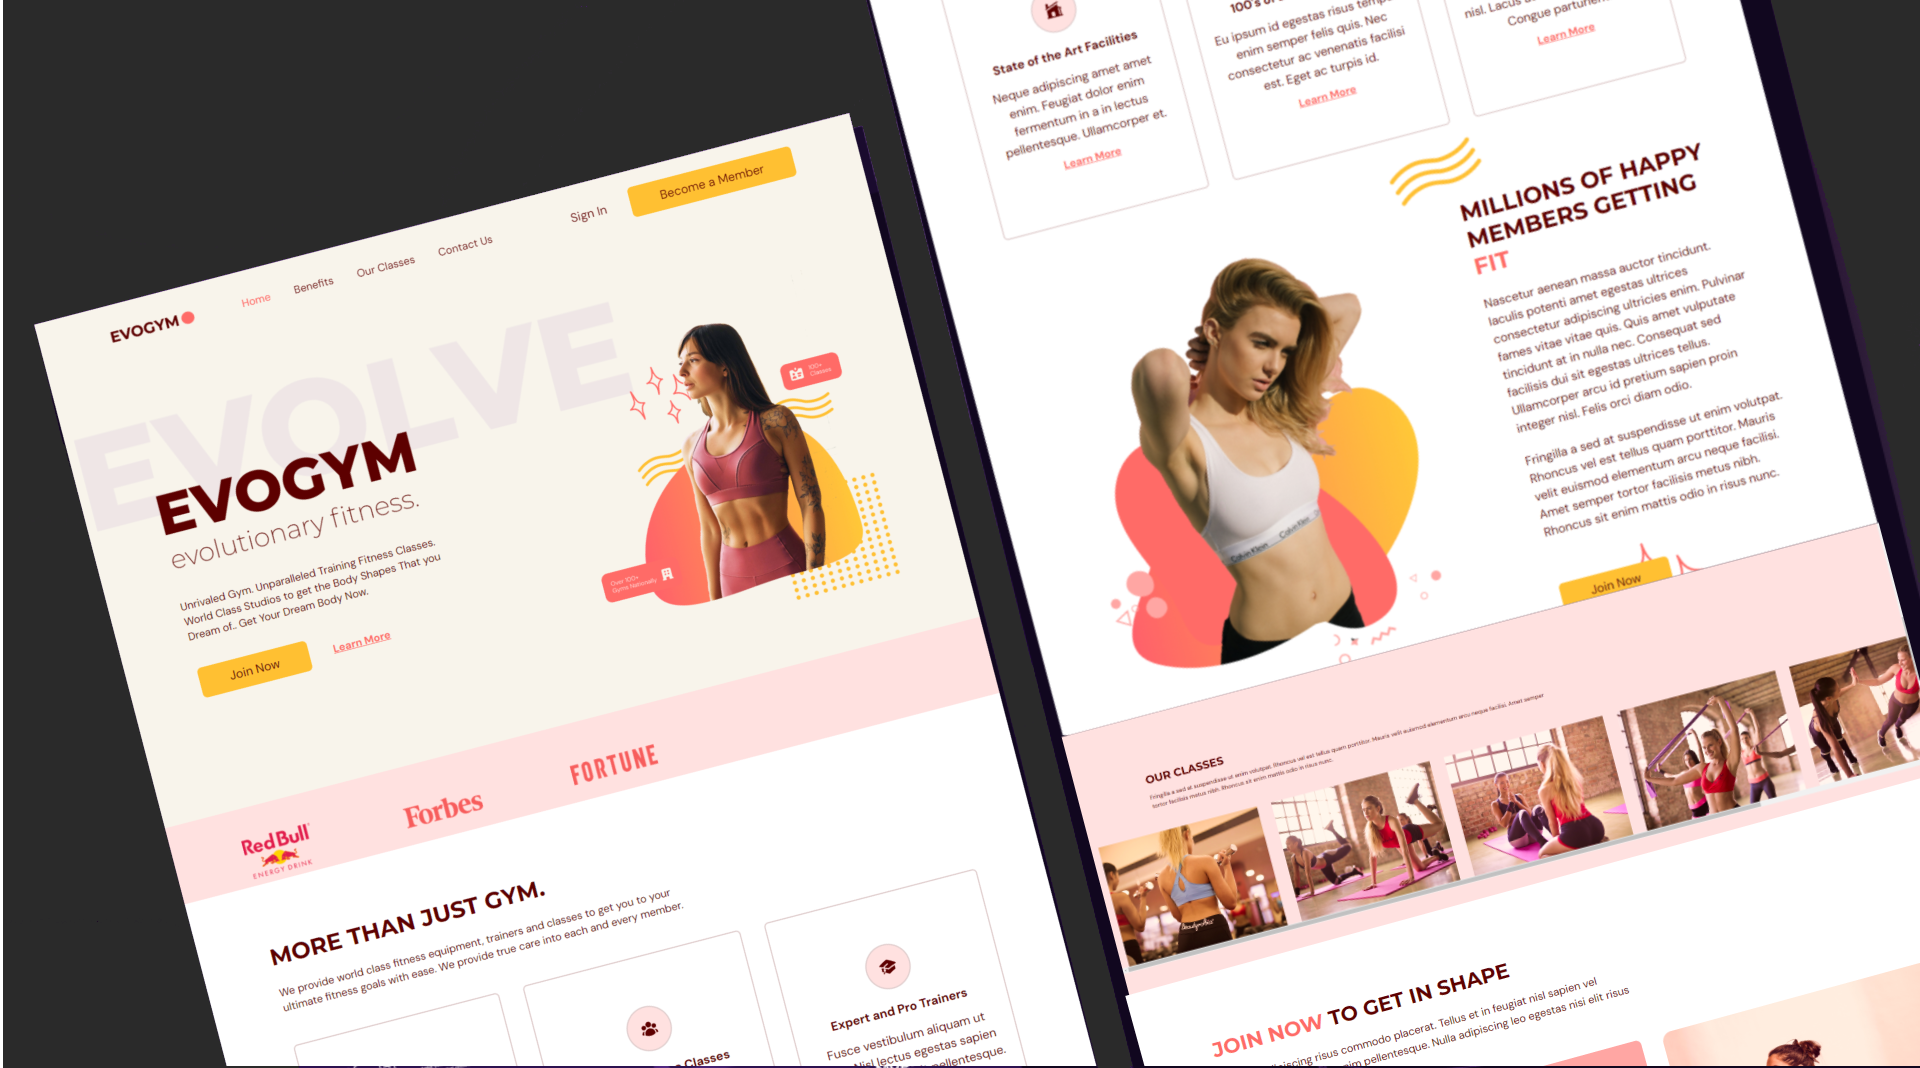 EVOGYM
Home
Benefits
Our Classes
Contact Us
Sign In
Become a Member
EVOLVE
EVOGYM
evolutionary fitness.
Unrivaled Gym. Unparalleled Training Fitness Classes.
World Class Studios to get the Body Shapes That you
Dream of.. Get Your Dream Body Now.
Join Now
Learn More
100+
Classes
Over 100+
Gyms Nationally
Red Bull
ENERGY DRINK
Forbes
FORTUNE
MORE THAN JUST GYM.
We provide world class fitness equipment, trainers and classes to get you to your
ultimate fitness goals with ease. We provide true care into each and every member.
Classes
Expert and Pro Trainers
Fusce vestibulum aliquam ut
Nisl lectus egestas sapien
pellentesque.
State of the Art Facilities
Neque adipiscing amet amet
enim. Feugiat dolor enim
fermentum in a in lectus
pellentesque. Ullamcorper et.
Learn More
100's of
Eu ipsum id egestas risus
enim semper felis quis. Nec
consectetur ac venenatis facilisi
est. Eget ac turpis id.
Learn More
nisl. Lacus
Congue
Learn More
MILLIONS OF HAPPY
MEMBERS GETTING
FIT
Nascetur aenean massa auctor tincidunt.
Iaculis potenti amet egestas ultrices
consectetur adipiscing ultricies enim. Pulvinar
fames vitae vitae quis. Quis amet vulputate
tincidunt at in nulla nec. Consequat sed
facilisis dui sit egestas ultrices tellus.
Ullamcorper arcu id pretium sapien proin
integer nisl. Felis orci diam odio.
Fringilla a sed at suspendisse ut enim volutpat.
Rhoncus vel est tellus quam porttitor. Mauris
velit euismod elementum arcu neque facilisi.
Amet semper tortor facilisis metus nibh.
Rhoncus sit enim mattis odio in risus nunc.
Join Now
Calvin Klein
Calvin Klein
OUR CLASSES
Fringilla a sed at suspendisse ut enim volutpat. Rhoncus vel est tellus quam porttitor. Mauris velit euismod elementum arcu neque facilisi. Amet semper
tortor facilisis metus nibh. Rhoncus sit enim mattis odio in risus nunc.
JOIN NOW TO GET IN SHAPE
risus commodo placerat. Tellus et in feugiat nisl sapien vel
pellentesque. Nulla adipiscing leo egestas nisi elit risus